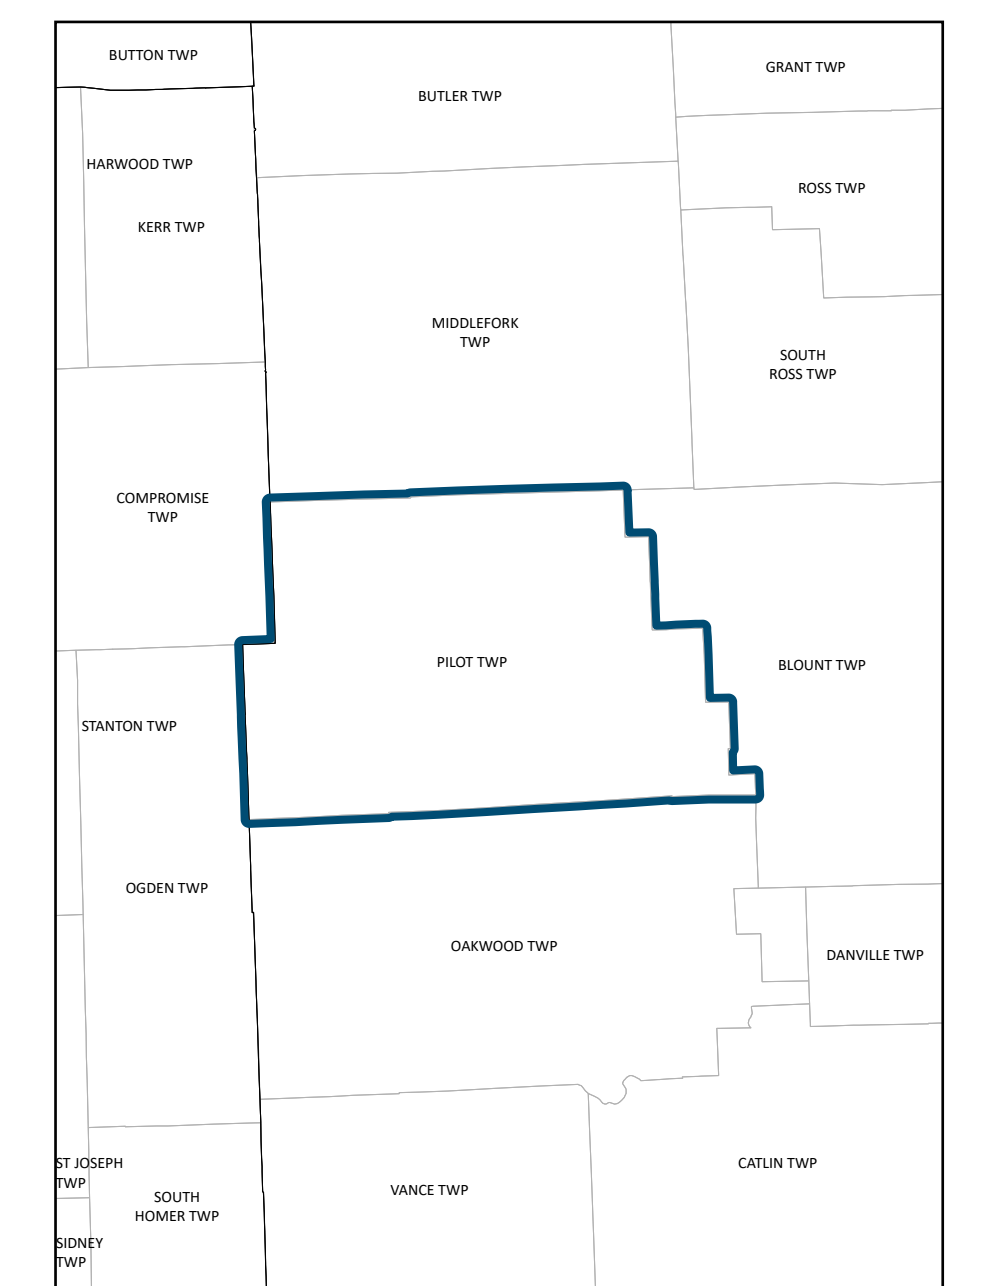 BUTTON TWP
BUTLER TWP
GRANT TWP
HARWOOD TWP
ROSS TWP
KERR TWP
MIDDLEFORK
TWP
SOUTH
ROSS TWP
COMPROMISE
TWP
PILOT TWP
BLOUNT TWP
STANTON TWP
OGDEN TWP
OAKWOOD TWP
DANVILLE TWP
ST JOSEPH
TWP
CATLIN TWP
VANCE TWP
SOUTH
HOMER TWP
SIDNEY
TWP